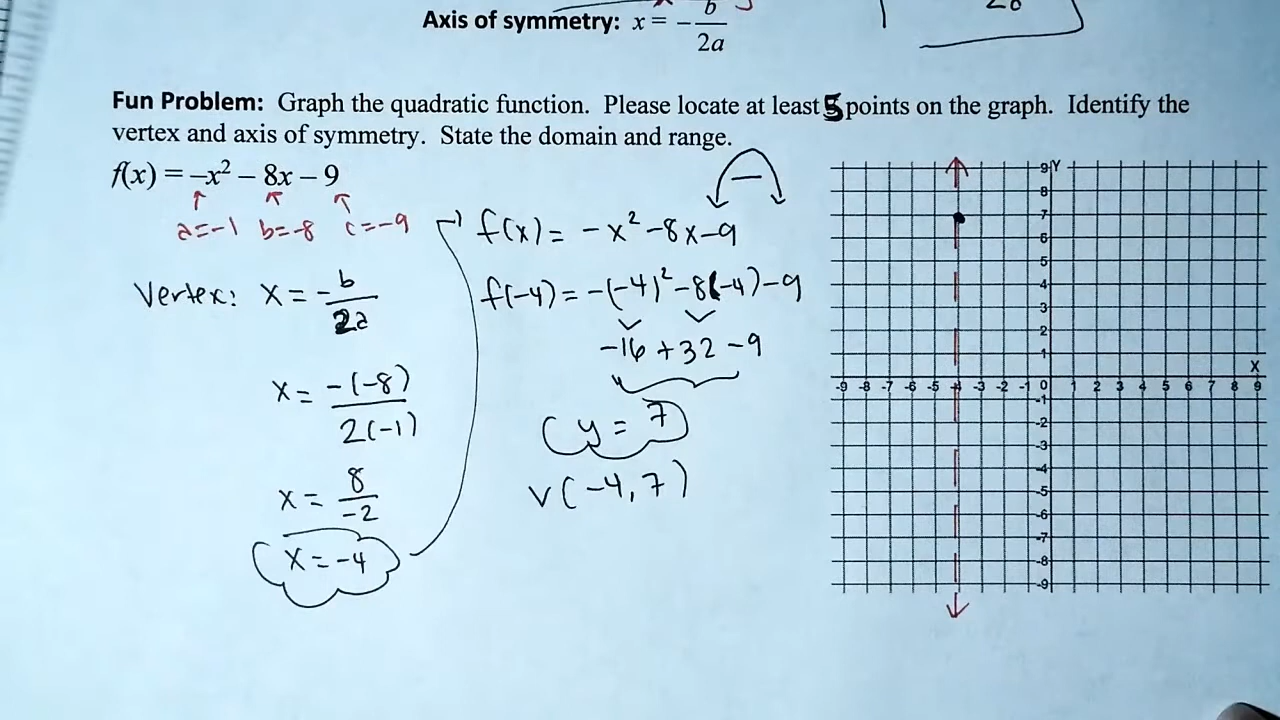 Axis of symmetry: x = -b/2a
20
Fun Problem: Graph the quadratic function. Please locate at least 5 points on the graph. Identify the
vertex and axis of symmetry. State the domain and range.
f(x) = –x² – 8x – 9
a=-1 b=-8 c=-9
Vertex: x = -b/2a
x = -(-8)/2(-1)
x = 8/-2
x = -4
f(x) = -x²-8x-9
f(-4) = -(-4)²-8(-4)-9
-16 +32 -9
y = 7
V(-4,7)
–
Y
9
8
7
6
5
4
3
2
1
X
-9 -8 -7 -6 -5 -4 -3 -2 -1 0 1 2 3 4 5 6 7 8 9
-1
-2
-3
-4
-5
-6
-7
-8
-9